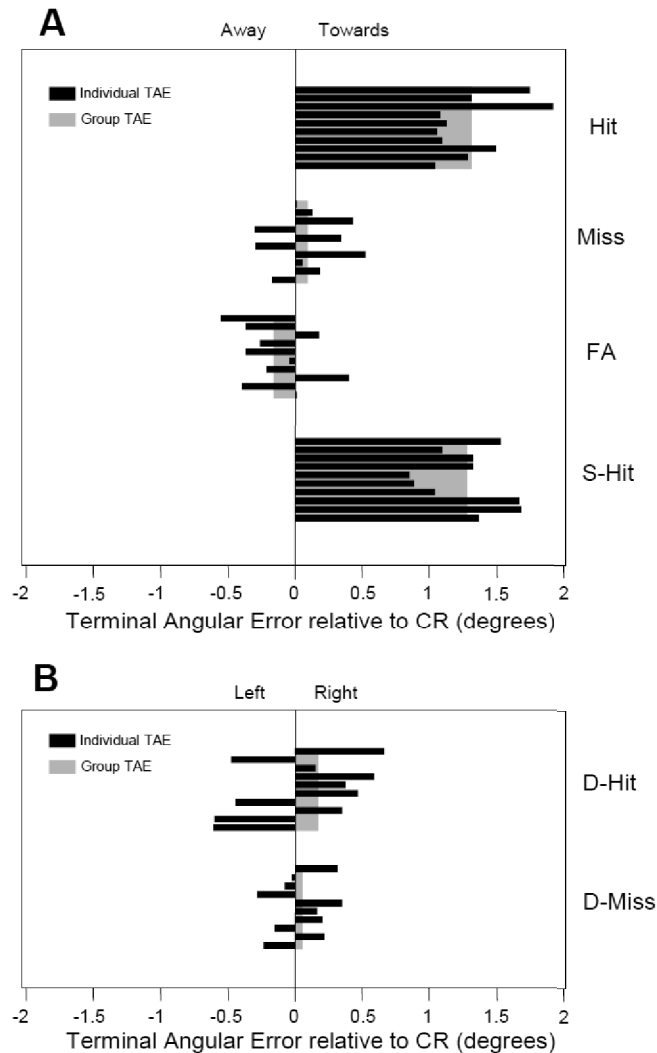 A
Away Towards
Individual TAE
Group TAE
Hit
Miss
FA
S-Hit
-2 -1.5 -1 -0.5 0 0.5 1 1.5 2
Terminal Angular Error relative to CR (degrees)
B
Left Right
Individual TAE
Group TAE
D-Hit
D-Miss
-2 -1.5 -1 -0.5 0 0.5 1 1.5 2
Terminal Angular Error relative to CR (degrees)